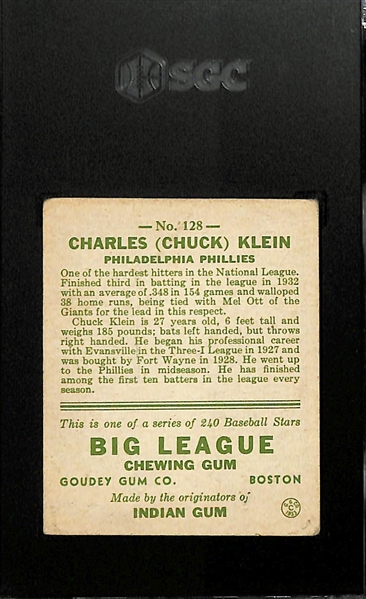 SGC
— No. 128 —
CHARLES (CHUCK) KLEIN
PHILADELPHIA PHILLIES
One of the hardest hitters in the National League.
Finished third in batting in the league in 1932
with an average of .348 in 154 games and walloped
38 home runs, being tied with Mel Ott of the
Giants for the lead in this respect.
Chuck Klein is 27 years old, 6 feet tall and
weighs 185 pounds; bats left handed, but throws
right handed. He began his professional career
with Evansville in the Three-I League in 1927 and
was bought by Fort Wayne in 1928. He went up
to the Phillies in midseason. He has finished
among the first ten batters in the league every
season.
This is one of a series of 240 Baseball Stars
BIG LEAGUE
CHEWING GUM
GOUDEY GUM CO. BOSTON
Made by the originators of
INDIAN GUM